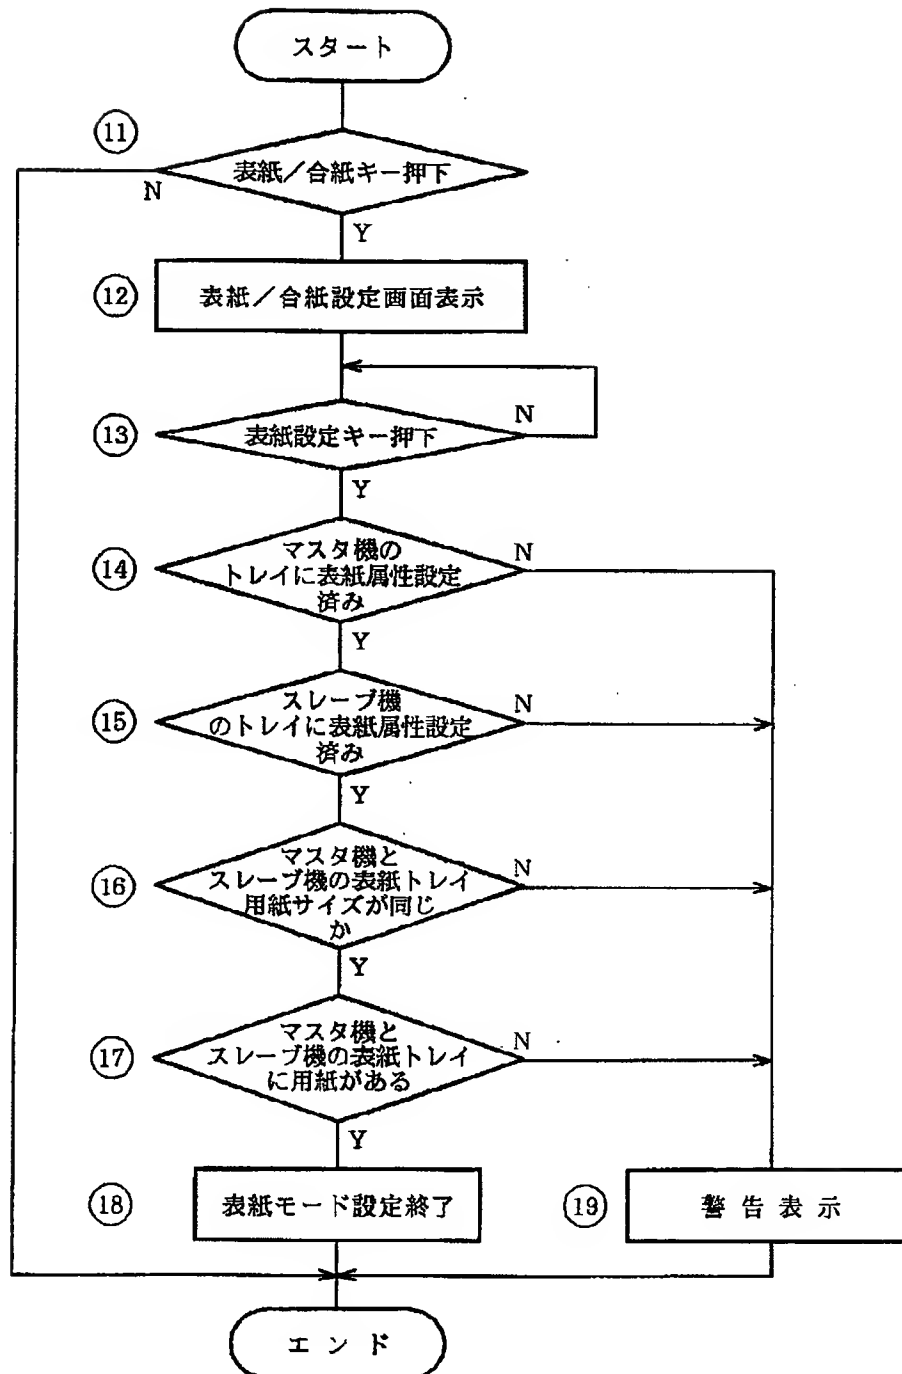 スタート
⑪
表紙／合紙キー押下
N
Y
⑫
表紙／合紙設定画面表示
⑬
表紙設定キー押下
N
Y
⑭
マスタ機の
トレイに表紙属性設定
済み
N
Y
⑮
スレーブ機
のトレイに表紙属性設定
済み
N
Y
⑯
マスタ機と
スレーブ機の表紙トレイ
用紙サイズが同じ
か
N
Y
⑰
マスタ機と
スレーブ機の表紙トレイ
に用紙がある
N
Y
⑱
表紙モード設定終了
⑲
警告表示
エンド